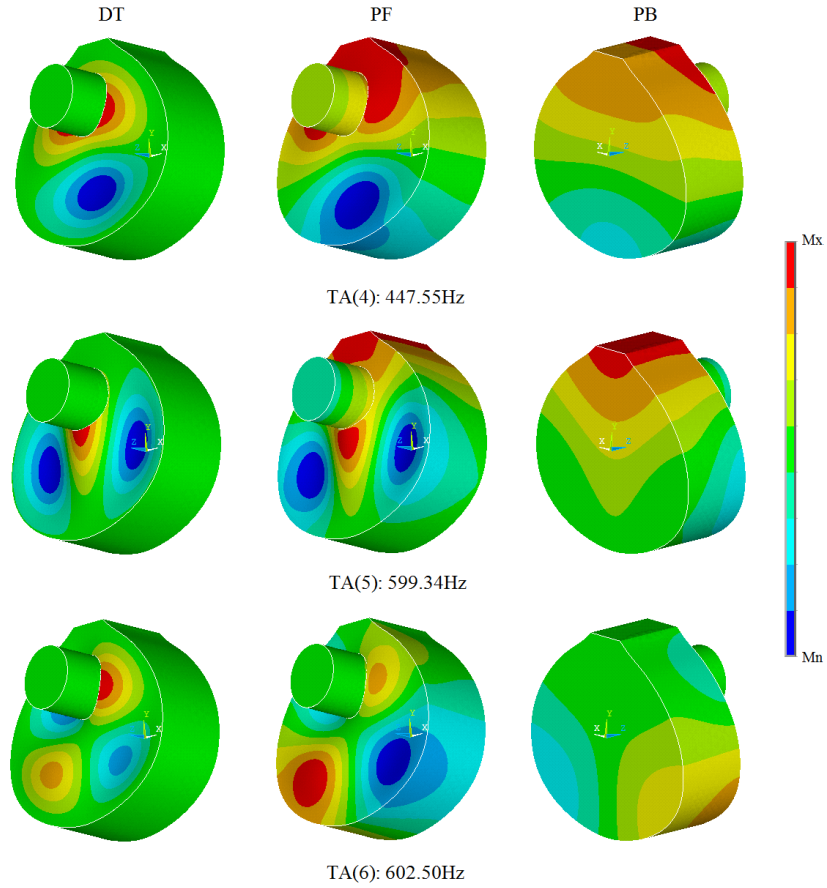 DT PF PB
Y Z X Y Z X Y X Z
Mx
TA(4): 447.55Hz
Y Z X Y Z X Y X Z
TA(5): 599.34Hz
Mn
Y Z X Y Z X Y X Z
TA(6): 602.50Hz